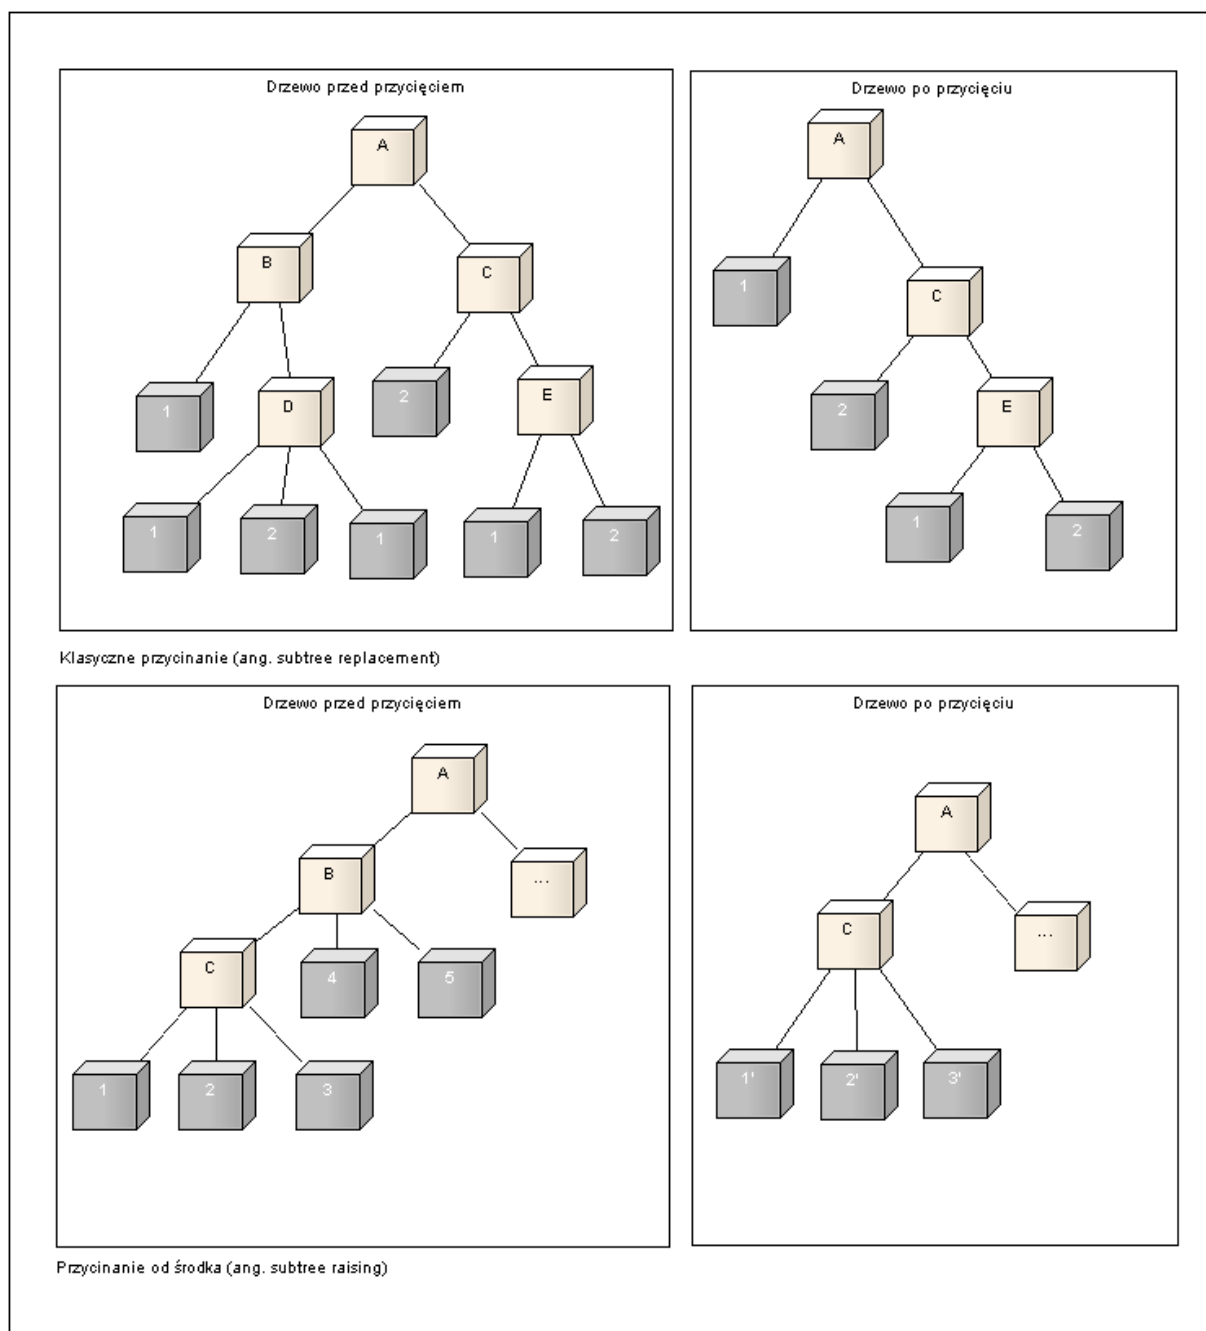 Drzewo przed przycięciem
A
B
C
1
D
2
E
1
2
1
1
2
Drzewo po przycięciu
A
1
C
2
E
1
2
Klasyczne przycinanie (ang. subtree replacement)
Drzewo przed przycięciem
A
B
...
C
4
5
1
2
3
Drzewo po przycięciu
A
C
...
1'
2'
3'
Przycinanie od środka (ang. subtree raising)